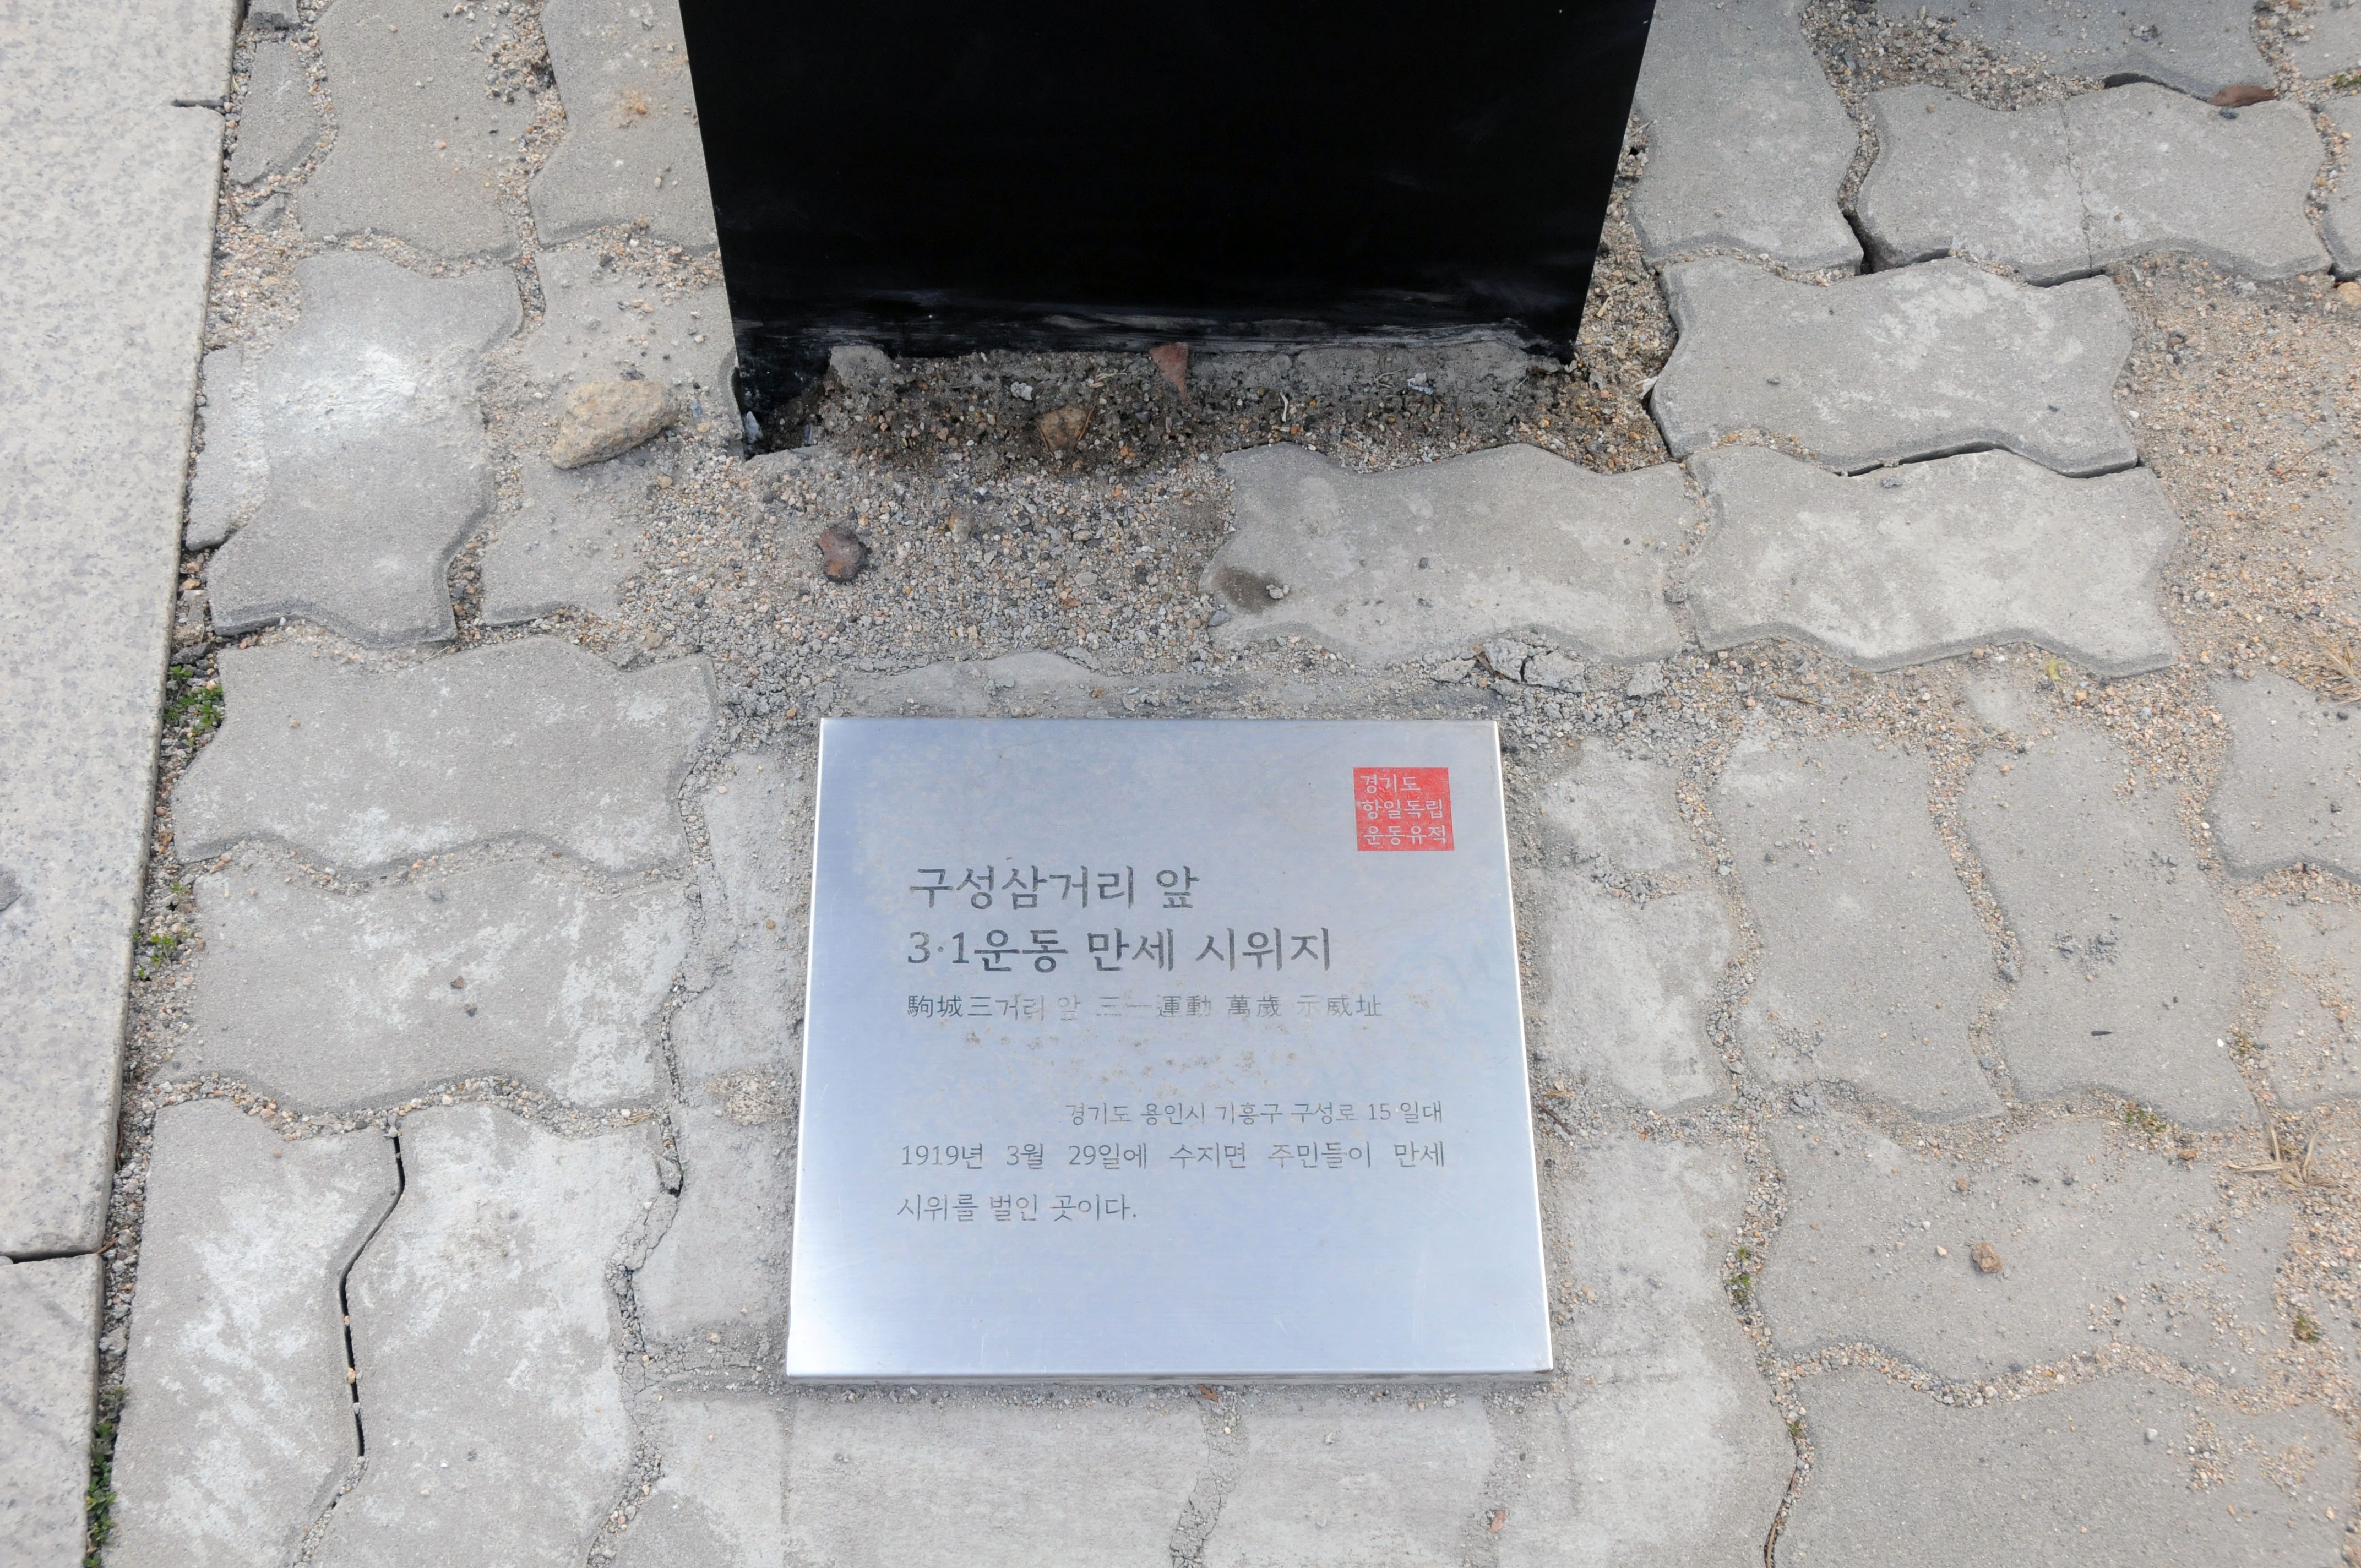 경기도
항일독립
운동유적
구성삼거리 앞
3·1운동 만세 시위지
駒城三거리 앞 三一運動 萬歲 示威址
경기도 용인시 기흥구 구성로 15 일대
1919년 3월 29일에 수지면 주민들이 만세
시위를 벌인 곳이다.